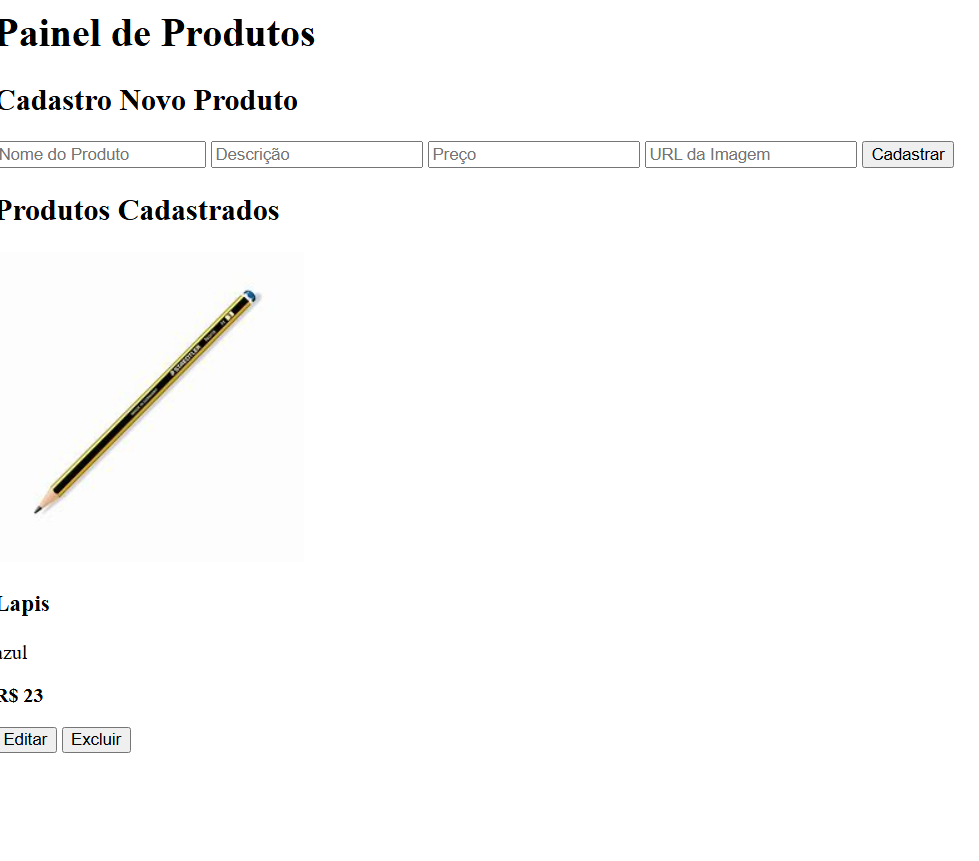 Painel de Produtos
Cadastro Novo Produto
Nome do Produto Descrição Preço URL da Imagem Cadastrar
Produtos Cadastrados
STAEDTLER
Lapis
azul
R$ 23
Editar Excluir